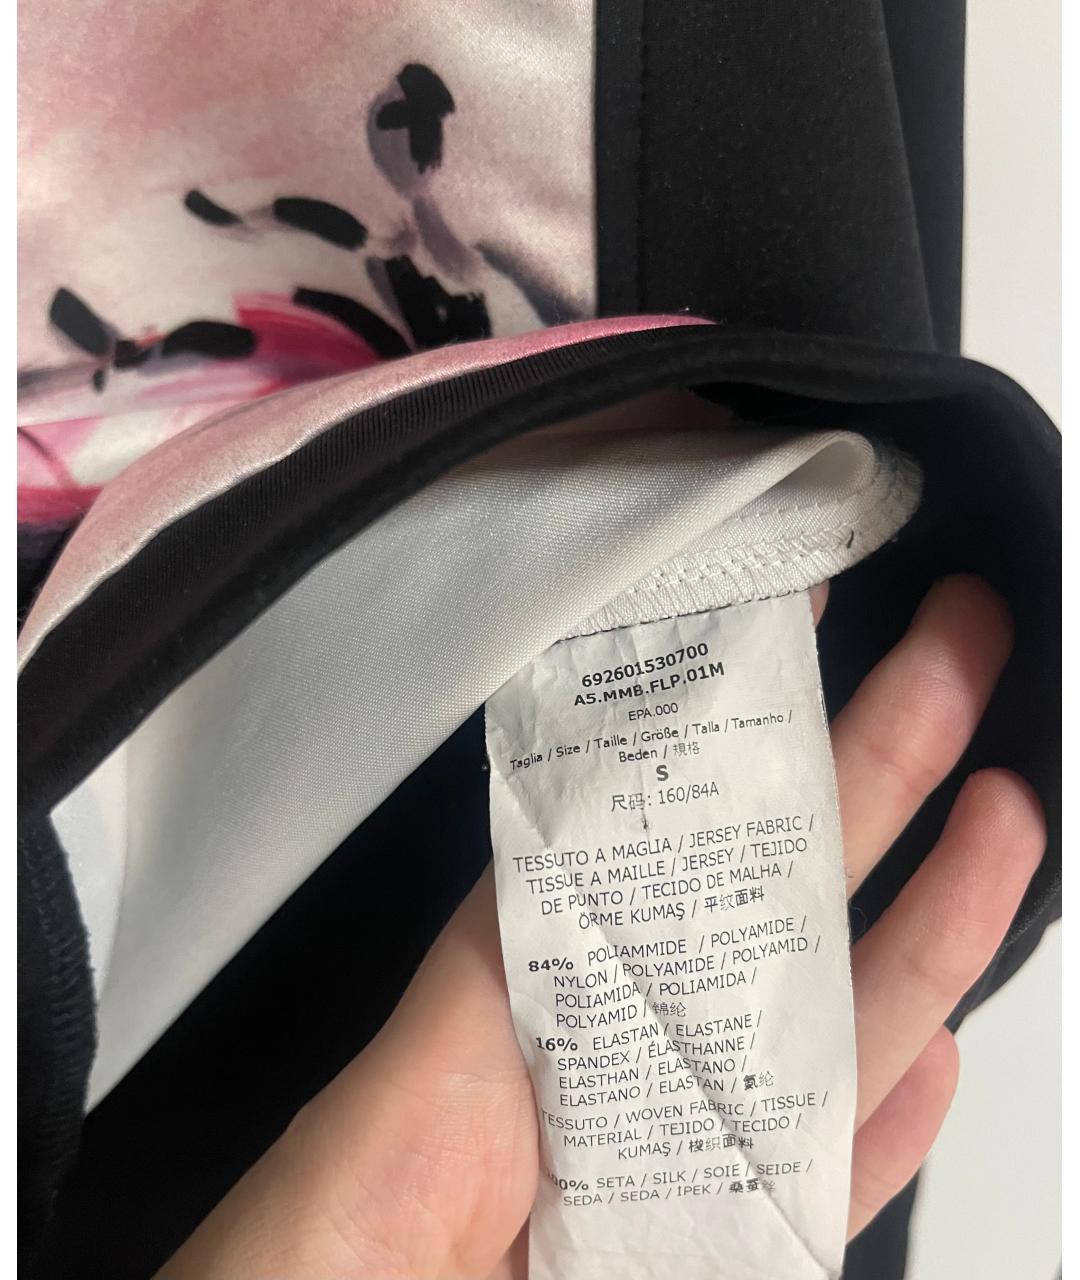 692601530700
A5.MMB.FLP.01M
EPA.000
Taglia / Size / Taille / Größe / Talla / Tamanho /
Beden / 規格
S
尺码: 160/84A
TESSUTO A MAGLIA / JERSEY FABRIC /
TISSUE A MAILLE / JERSEY / TEJIDO
DE PUNTO / TECIDO DE MALHA /
ÖRME KUMAŞ / 平纹面料
84% POLIAMMIDE / POLYAMIDE /
NYLON / POLYAMIDE / POLYAMID /
POLIAMIDA / POLIAMIDA /
POLYAMID / 锦纶
16% ELASTAN / ELASTANE /
SPANDEX / ÉLASTHANNE /
ELASTHAN / ELASTANO /
ELASTANO / ELASTAN / 氨纶
TESSUTO / WOVEN FABRIC / TISSUE /
MATERIAL / TEJIDO / TECIDO /
KUMAŞ / 梭织面料
100% SETA / SILK / SOIE / SEIDE /
SEDA / SEDA / İPEK / 桑蚕丝